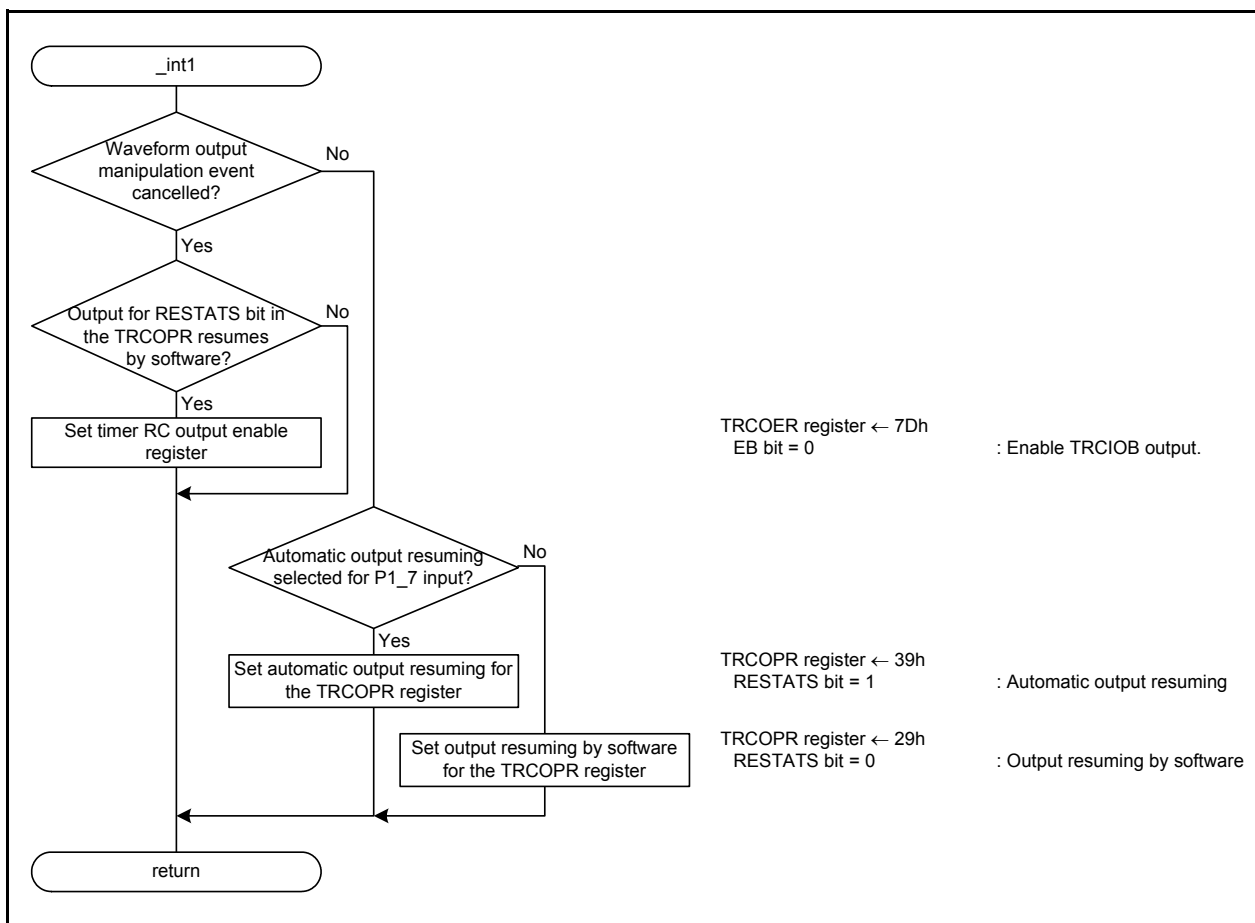 _int1
Waveform output
manipulation event
cancelled?
No
Yes
Output for RESTATS bit in
the TRCOPR resumes
by software?
No
Yes
Set timer RC output enable
register
TRCOER register ← 7Dh
EB bit = 0 : Enable TRCIOB output.
Automatic output resuming
selected for P1_7 input?
No
Yes
Set automatic output resuming for
the TRCOPR register
TRCOPR register ← 39h
RESTATS bit = 1 : Automatic output resuming
Set output resuming by software
for the TRCOPR register
TRCOPR register ← 29h
RESTATS bit = 0 : Output resuming by software
return